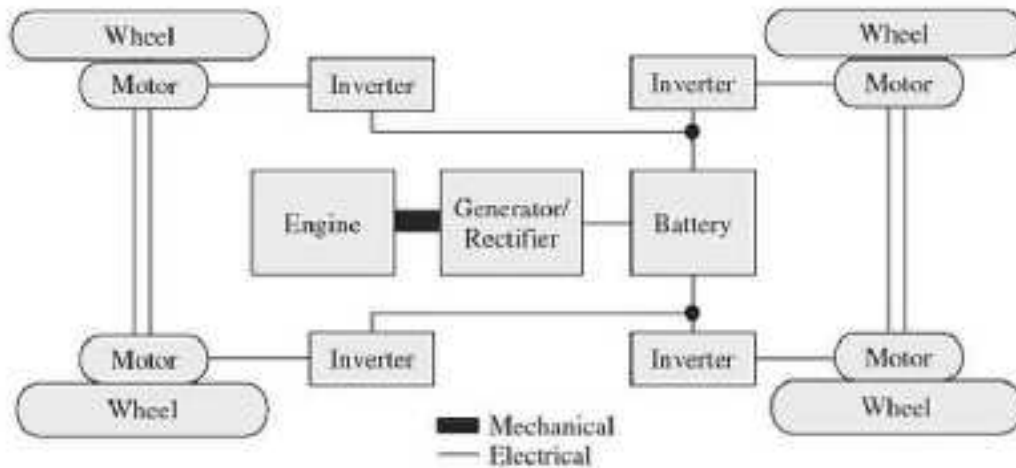 Wheel
Wheel
Motor
Inverter
Inverter
Motor
Engine
Generator/
Rectifier
Battery
Motor
Inverter
Inverter
Motor
Wheel
Wheel
Mechanical
Electrical